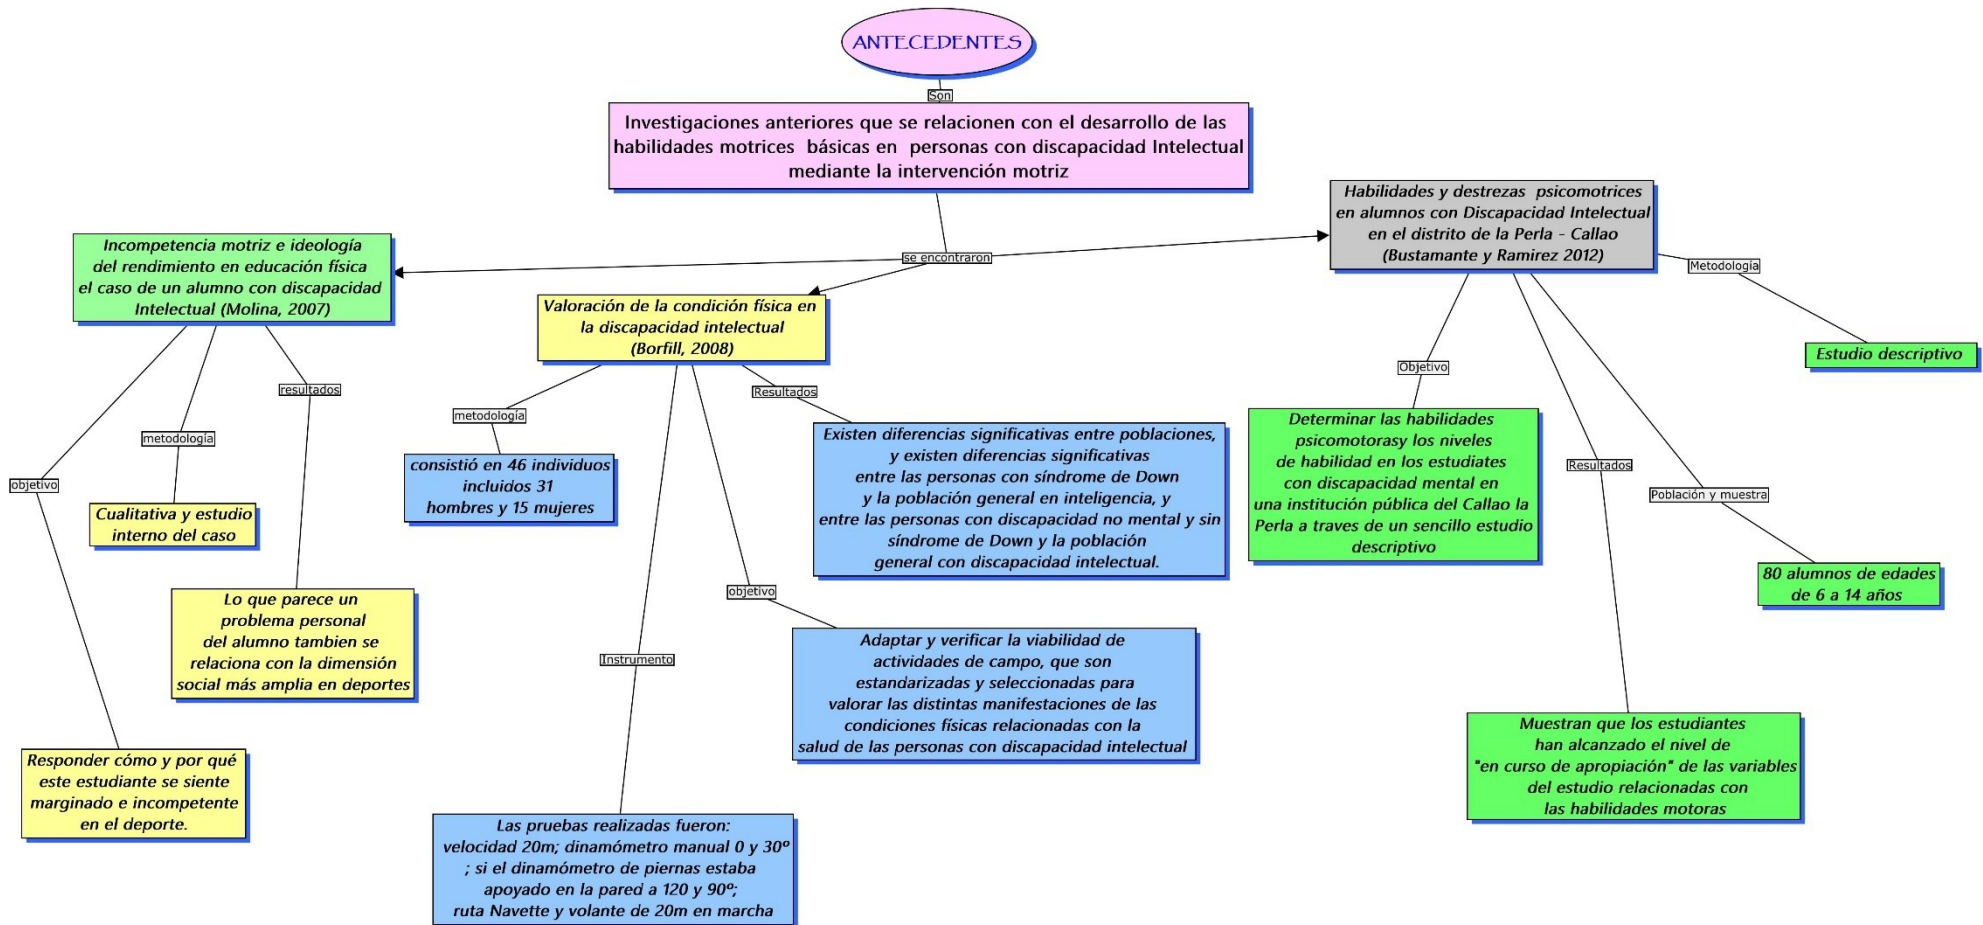 ANTECEDENTES
Son
Investigaciones anteriores que se relacionen con el desarrollo de las
habilidades motrices básicas en personas con discapacidad Intelectual
mediante la intervención motriz
se encontraron
Incompetencia motriz e ideología
del rendimiento en educación física
el caso de un alumno con discapacidad
Intelectual (Molina, 2007)
objetivo
Responder cómo y por qué
este estudiante se siente
marginado e incompetente
en el deporte.
metodología
Cualitativa y estudio
interno del caso
resultados
Lo que parece un
problema personal
del alumno tambien se
relaciona con la dimensión
social más amplia en deportes
Valoración de la condición física en
la discapacidad intelectual
(Borfill, 2008)
metodología
consistió en 46 individuos
incluidos 31
hombres y 15 mujeres
Instrumento
Las pruebas realizadas fueron:
velocidad 20m; dinamómetro manual 0 y 30º
; si el dinamómetro de piernas estaba
apoyado en la pared a 120 y 90º;
ruta Navette y volante de 20m en marcha
objetivo
Adaptar y verificar la viabilidad de
actividades de campo, que son
estandarizadas y seleccionadas para
valorar las distintas manifestaciones de las
condiciones físicas relacionadas con la
salud de las personas con discapacidad intelectual
Resultados
Existen diferencias significativas entre poblaciones,
y existen diferencias significativas
entre las personas con síndrome de Down
y la población general en inteligencia, y
entre las personas con discapacidad no mental y sin
síndrome de Down y la población
general con discapacidad intelectual.
Habilidades y destrezas psicomotrices
en alumnos con Discapacidad Intelectual
en el distrito de la Perla - Callao
(Bustamante y Ramirez 2012)
Objetivo
Determinar las habilidades
psicomotorasy los niveles
de habilidad en los estudiates
con discapacidad mental en
una institución pública del Callao la
Perla a traves de un sencillo estudio
descriptivo
Resultados
Muestran que los estudiantes
han alcanzado el nivel de
"en curso de apropiación" de las variables
del estudio relacionadas con
las habilidades motoras
Población y muestra
80 alumnos de edades
de 6 a 14 años
Metodología
Estudio descriptivo